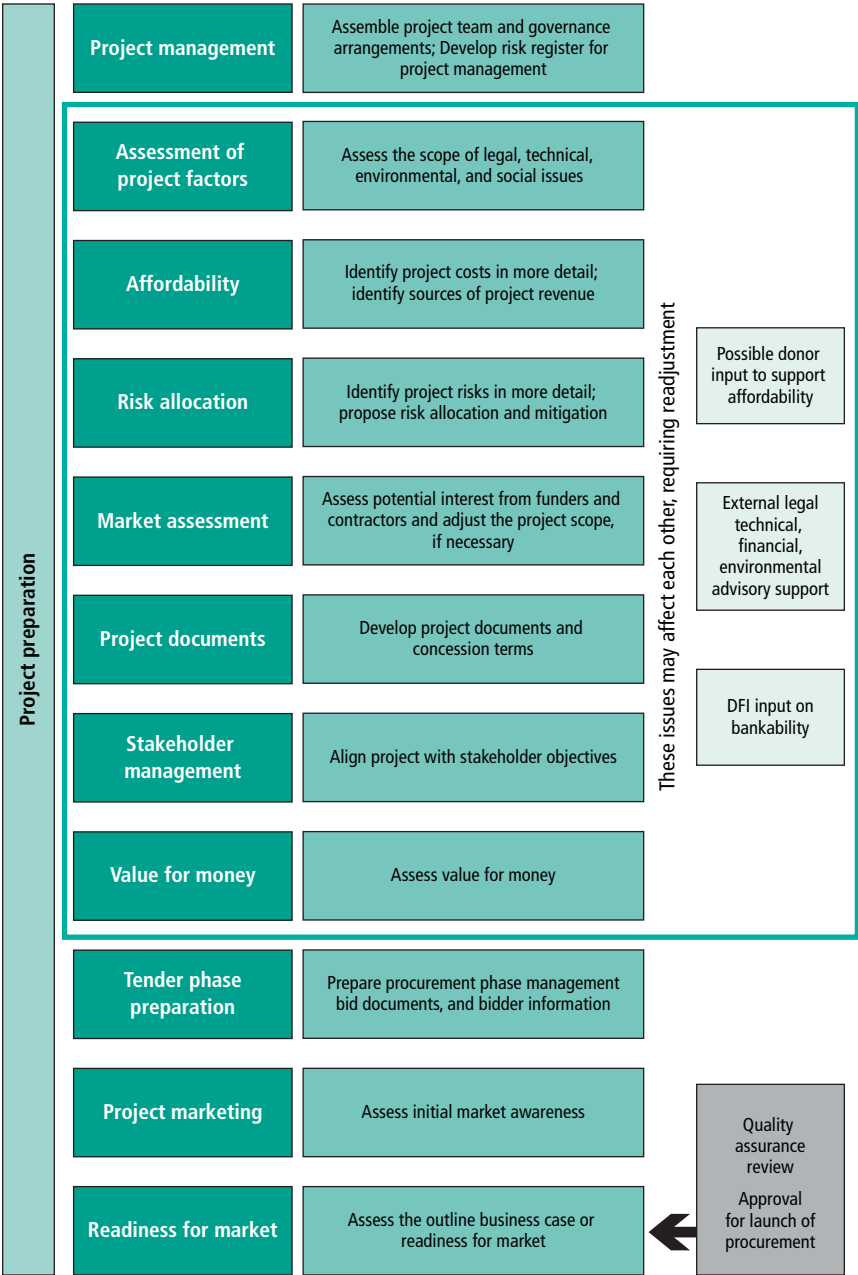 Project preparation
Project management
Assemble project team and governance
arrangements; Develop risk register for
project management
Assessment of
project factors
Assess the scope of legal, technical,
environmental, and social issues
Affordability
Identify project costs in more detail;
identify sources of project revenue
Risk allocation
Identify project risks in more detail;
propose risk allocation and mitigation
Market assessment
Assess potential interest from funders and
contractors and adjust the project scope,
if necessary
Project documents
Develop project documents and
concession terms
Stakeholder
management
Align project with stakeholder objectives
Value for money
Assess value for money
These issues may affect each other, requiring readjustment
Possible donor
input to support
affordability
External legal
technical,
financial,
environmental
advisory support
DFI input on
bankability
Tender phase
preparation
Prepare procurement phase management
bid documents, and bidder information
Project marketing
Assess initial market awareness
Readiness for market
Assess the outline business case or
readiness for market
Quality
assurance
review
Approval
for launch of
procurement